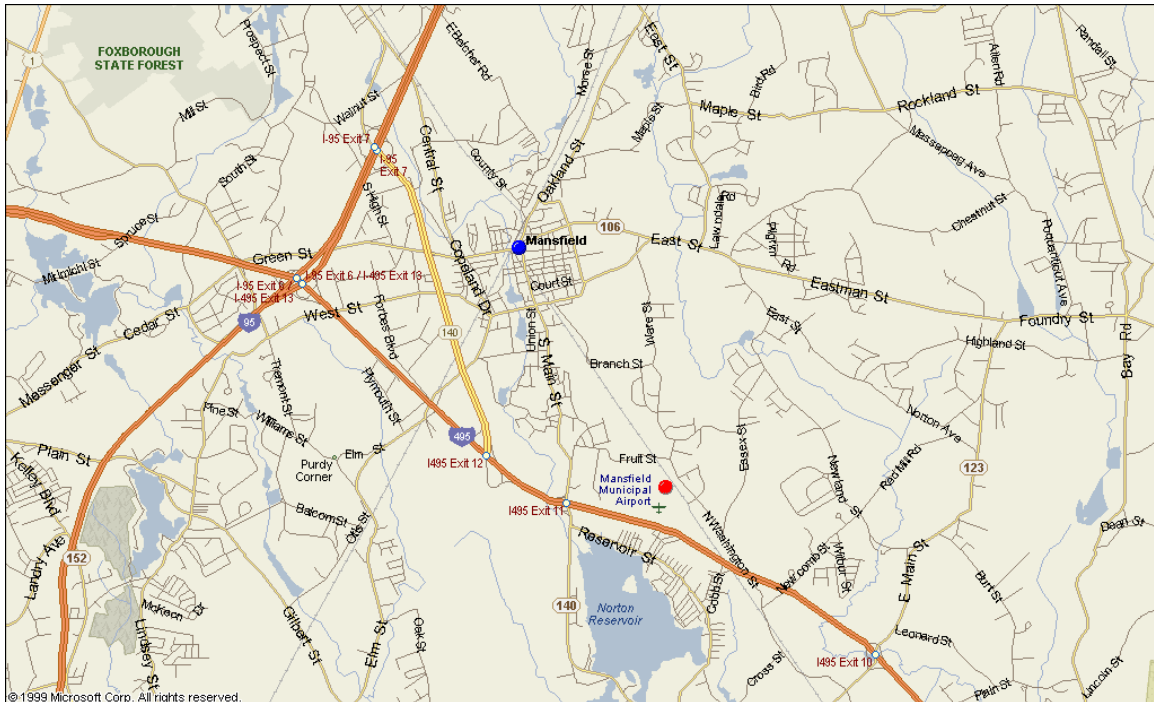 FOXBOROUGH
STATE FOREST
1
Prospect St
E Balcher Rd
Morse St
East St
Bird Rd
Allen Rd
Randall St
Mill St
Walnut St
Maple St
Maple St
Rockland St
I-95 Exit 7
I-95
Exit 7
Central St
County St
Oakland St
Massapoag Ave
South St
S High St
Chestnut St
Spruce St
Lawndale
Rd
106
Mansfield
East St
Pilgrim
Rd
Green St
Copeland Dr
Court St
Eastman St
Mirimichi St
I-95 Exit 6 / I-495 Exit 13
I-95 Exit 6 /
I-495 Exit 13
Cedar St
West St
95
Forbes Blvd
140
Union St
S Main St
Ware St
East St
Foundry St
Highland St
Bay Rd
Messenger St
Tremont St
Plymouth St
Branch St
Pine St
Williams St
Norton Ave
495
Essex St
Plain St
Kelley Blvd
Purdy
Corner
Elm
St
I495 Exit 12
Fruit St
Mansfield
Municipal
Airport
Newland St
Red Mill Rd
123
Balcom St
Otis St
I495 Exit 11
Reservoir St
N Washington St
Dean St
Landry Ave
152
Newcomb St
Wilbur St
E Main St
Cobb St
Burt St
McKeon
Dr
Lindsey St
Gilbert St
Elm St
Oak St
140
Norton
Reservoir
Leonard St
I495 Exit 10
Cross St
Plain St
Lincoln St
© 1999 Microsoft Corp. All rights reserved.